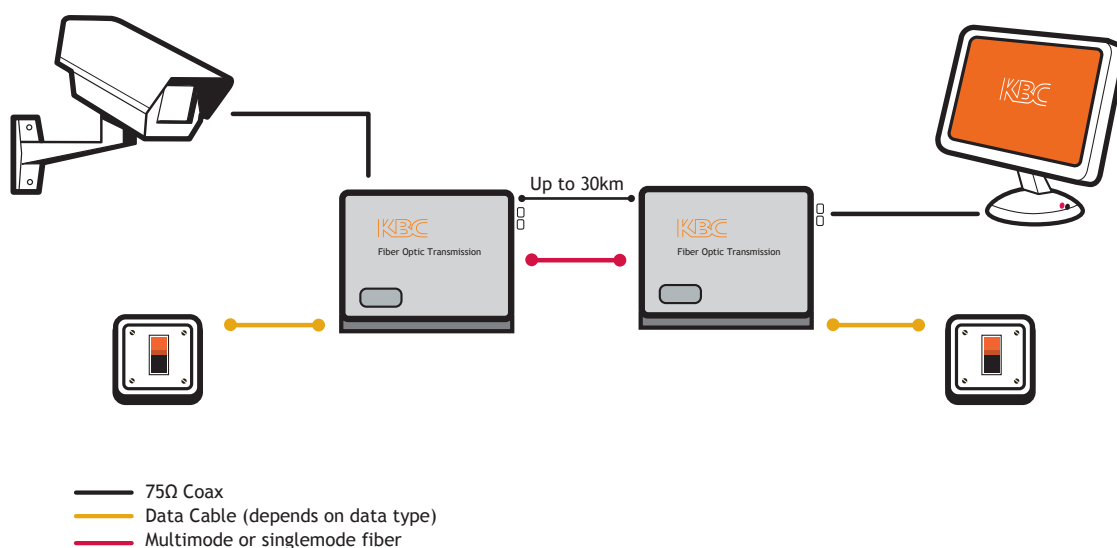 KBC
Up to 30km
KBC
Fiber Optic Transmission
KBC
Fiber Optic Transmission
75Ω Coax
Data Cable (depends on data type)
Multimode or singlemode fiber